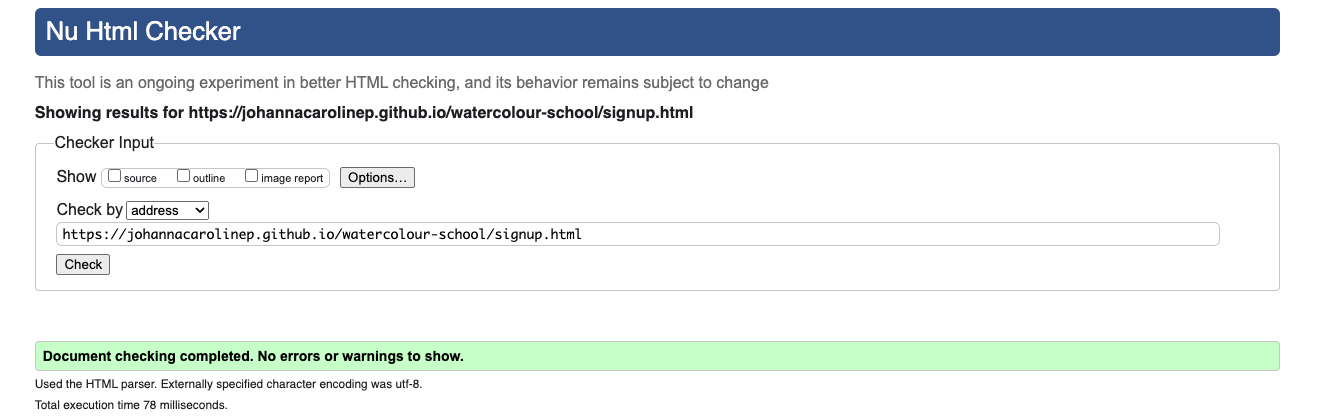 Nu Html Checker
This tool is an ongoing experiment in better HTML checking, and its behavior remains subject to change
Showing results for https://johannacarolinep.github.io/watercolour-school/signup.html
Checker Input
Show source outline image report Options...
Check by address
https://johannacarolinep.github.io/watercolour-school/signup.html
Check
Document checking completed. No errors or warnings to show.
Used the HTML parser. Externally specified character encoding was utf-8.
Total execution time 78 milliseconds.